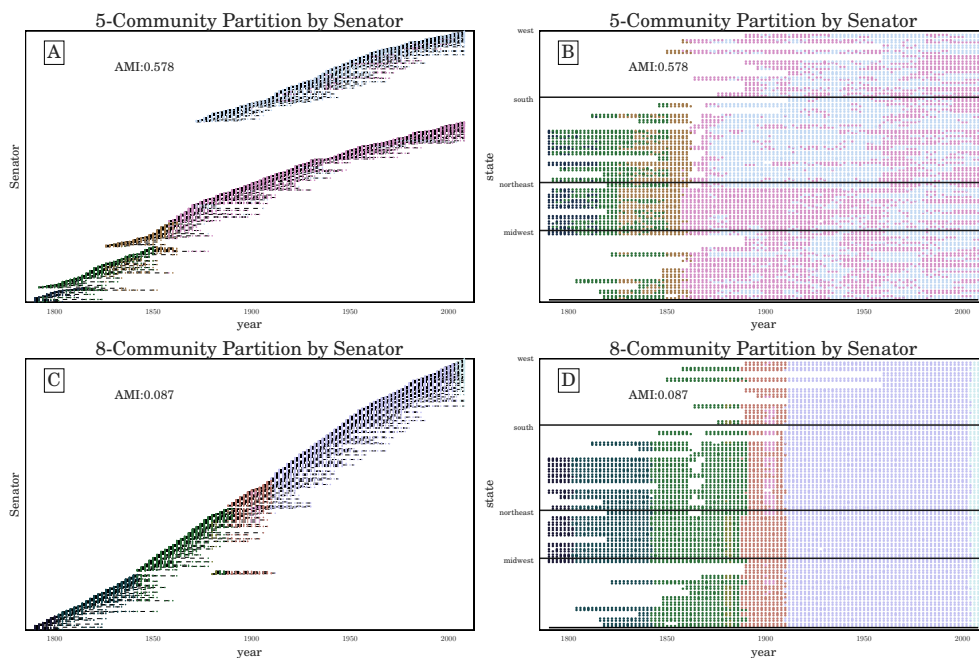 5-Community Partition by Senator
A
AMI:0.578
Senator
1800 1850 1900 1950 2000
year
5-Community Partition by Senator
B
AMI:0.578
west
south
northeast
midwest
state
1800 1850 1900 1950 2000
year
8-Community Partition by Senator
C
AMI:0.087
Senator
1800 1850 1900 1950 2000
year
8-Community Partition by Senator
D
AMI:0.087
west
south
northeast
midwest
state
1800 1850 1900 1950 2000
year